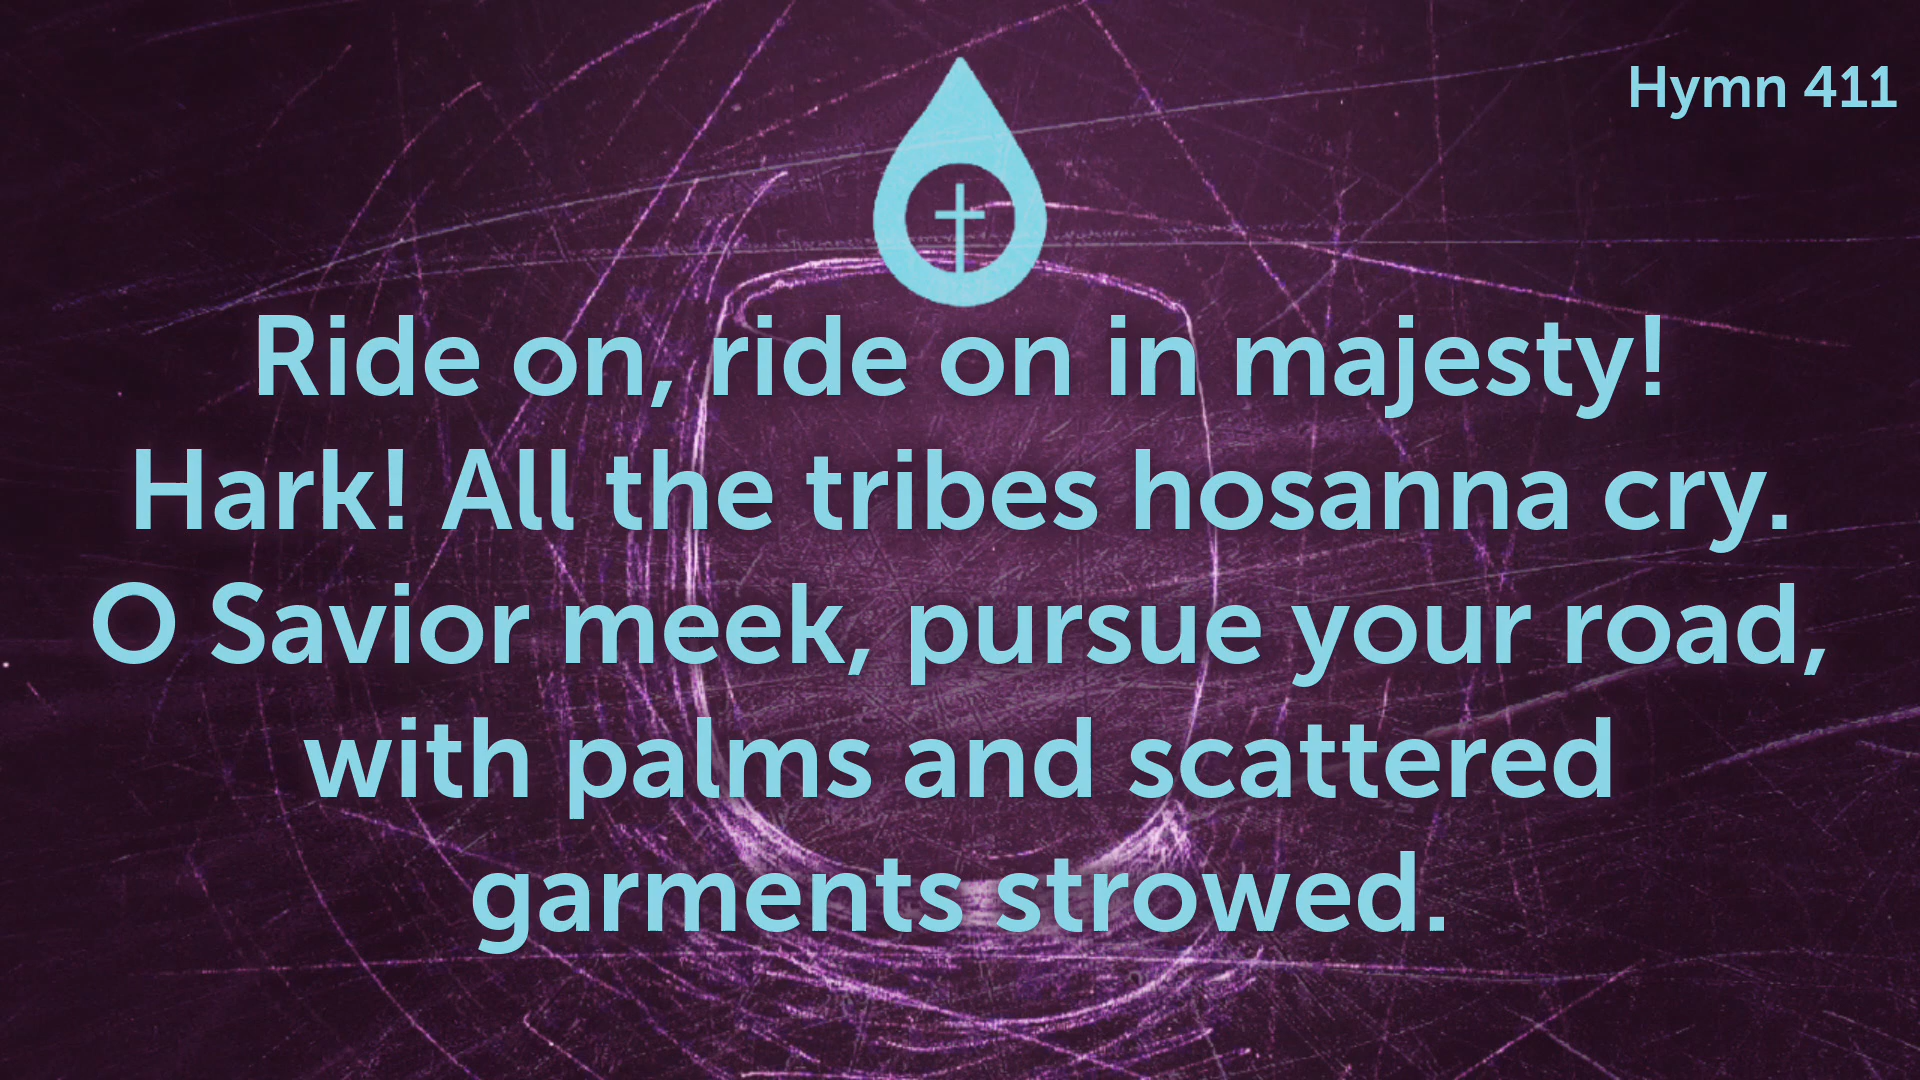 Hymn 411
Ride on, ride on in majesty!
Hark! All the tribes hosanna cry.
O Savior meek, pursue your road,
with palms and scattered
garments strowed.